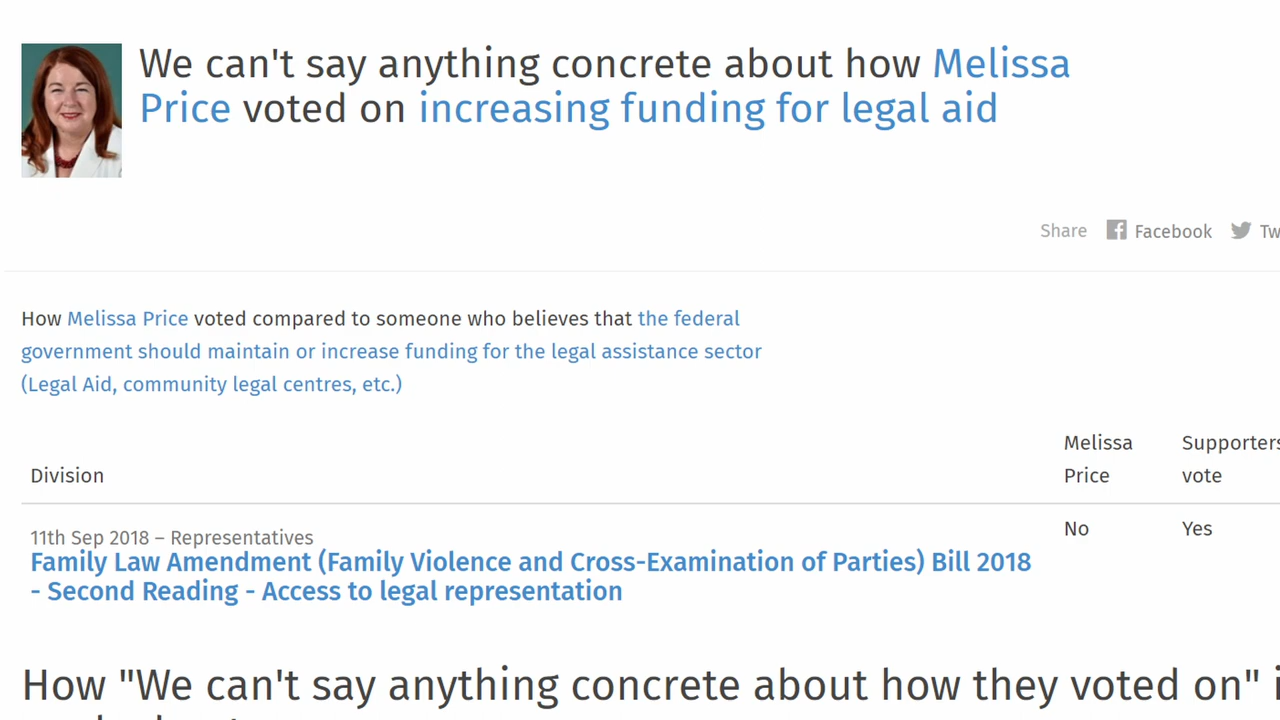 We can't say anything concrete about how Melissa
Price voted on increasing funding for legal aid
Share Facebook
How Melissa Price voted compared to someone who believes that the federal
government should maintain or increase funding for the legal assistance sector
(Legal Aid, community legal centres, etc.)
Division Melissa Price Supporters vote
11th Sep 2018 – Representatives
No Yes
Family Law Amendment (Family Violence and Cross-Examination of Parties) Bill 2018
- Second Reading - Access to legal representation
How "We can't say anything concrete about how they voted on"